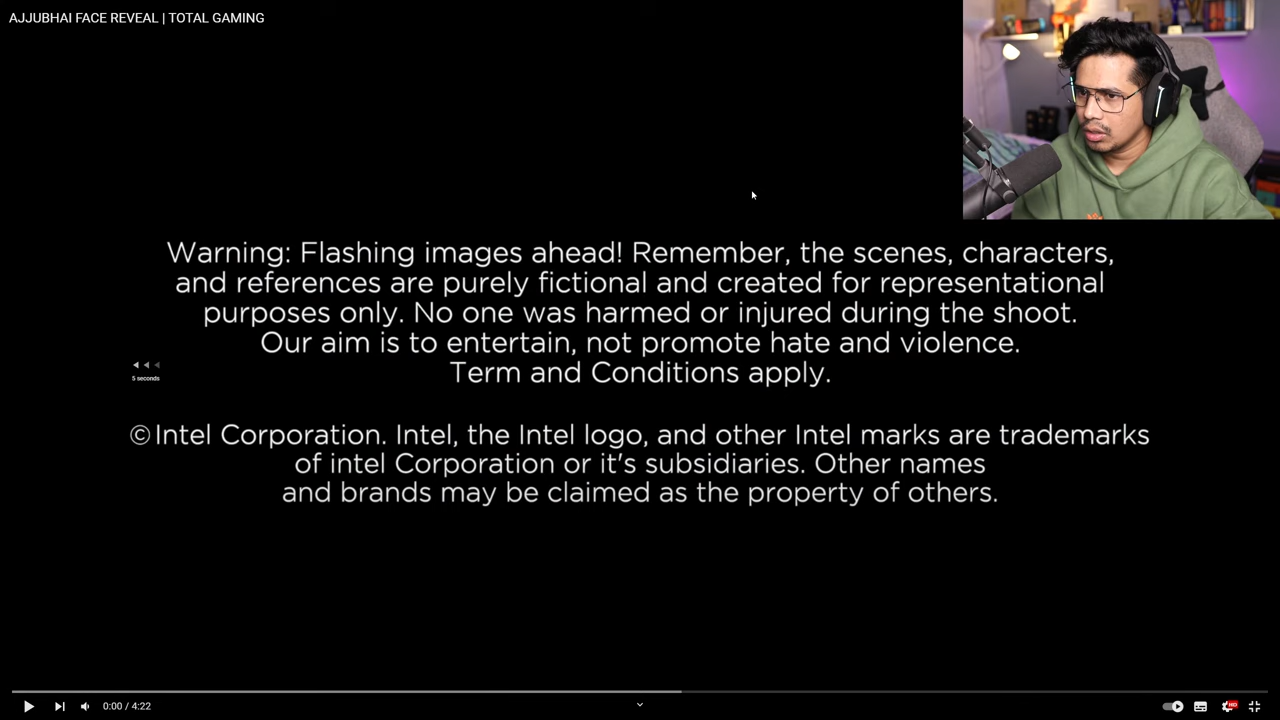 AJJUBHAI FACE REVEAL | TOTAL GAMING
Warning: Flashing images ahead! Remember, the scenes, characters,
and references are purely fictional and created for representational
purposes only. No one was harmed or injured during the shoot.
Our aim is to entertain, not promote hate and violence.
Term and Conditions apply.
5 seconds
©Intel Corporation. Intel, the Intel logo, and other Intel marks are trademarks
of intel Corporation or it's subsidiaries. Other names
and brands may be claimed as the property of others.
0:00 / 4:22
HD